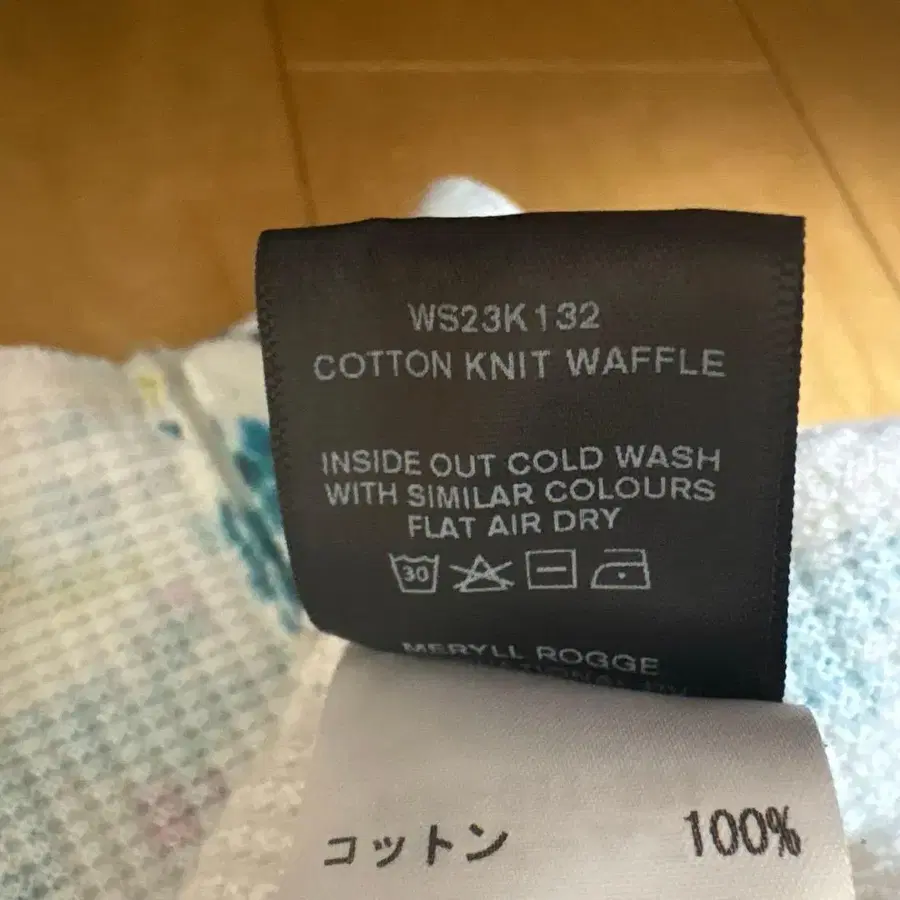 WS23K132
COTTON KNIT WAFFLE
INSIDE OUT COLD WASH
WITH SIMILAR COLOURS
FLAT AIR DRY
30
MERYLL ROGGE
コットン 100%